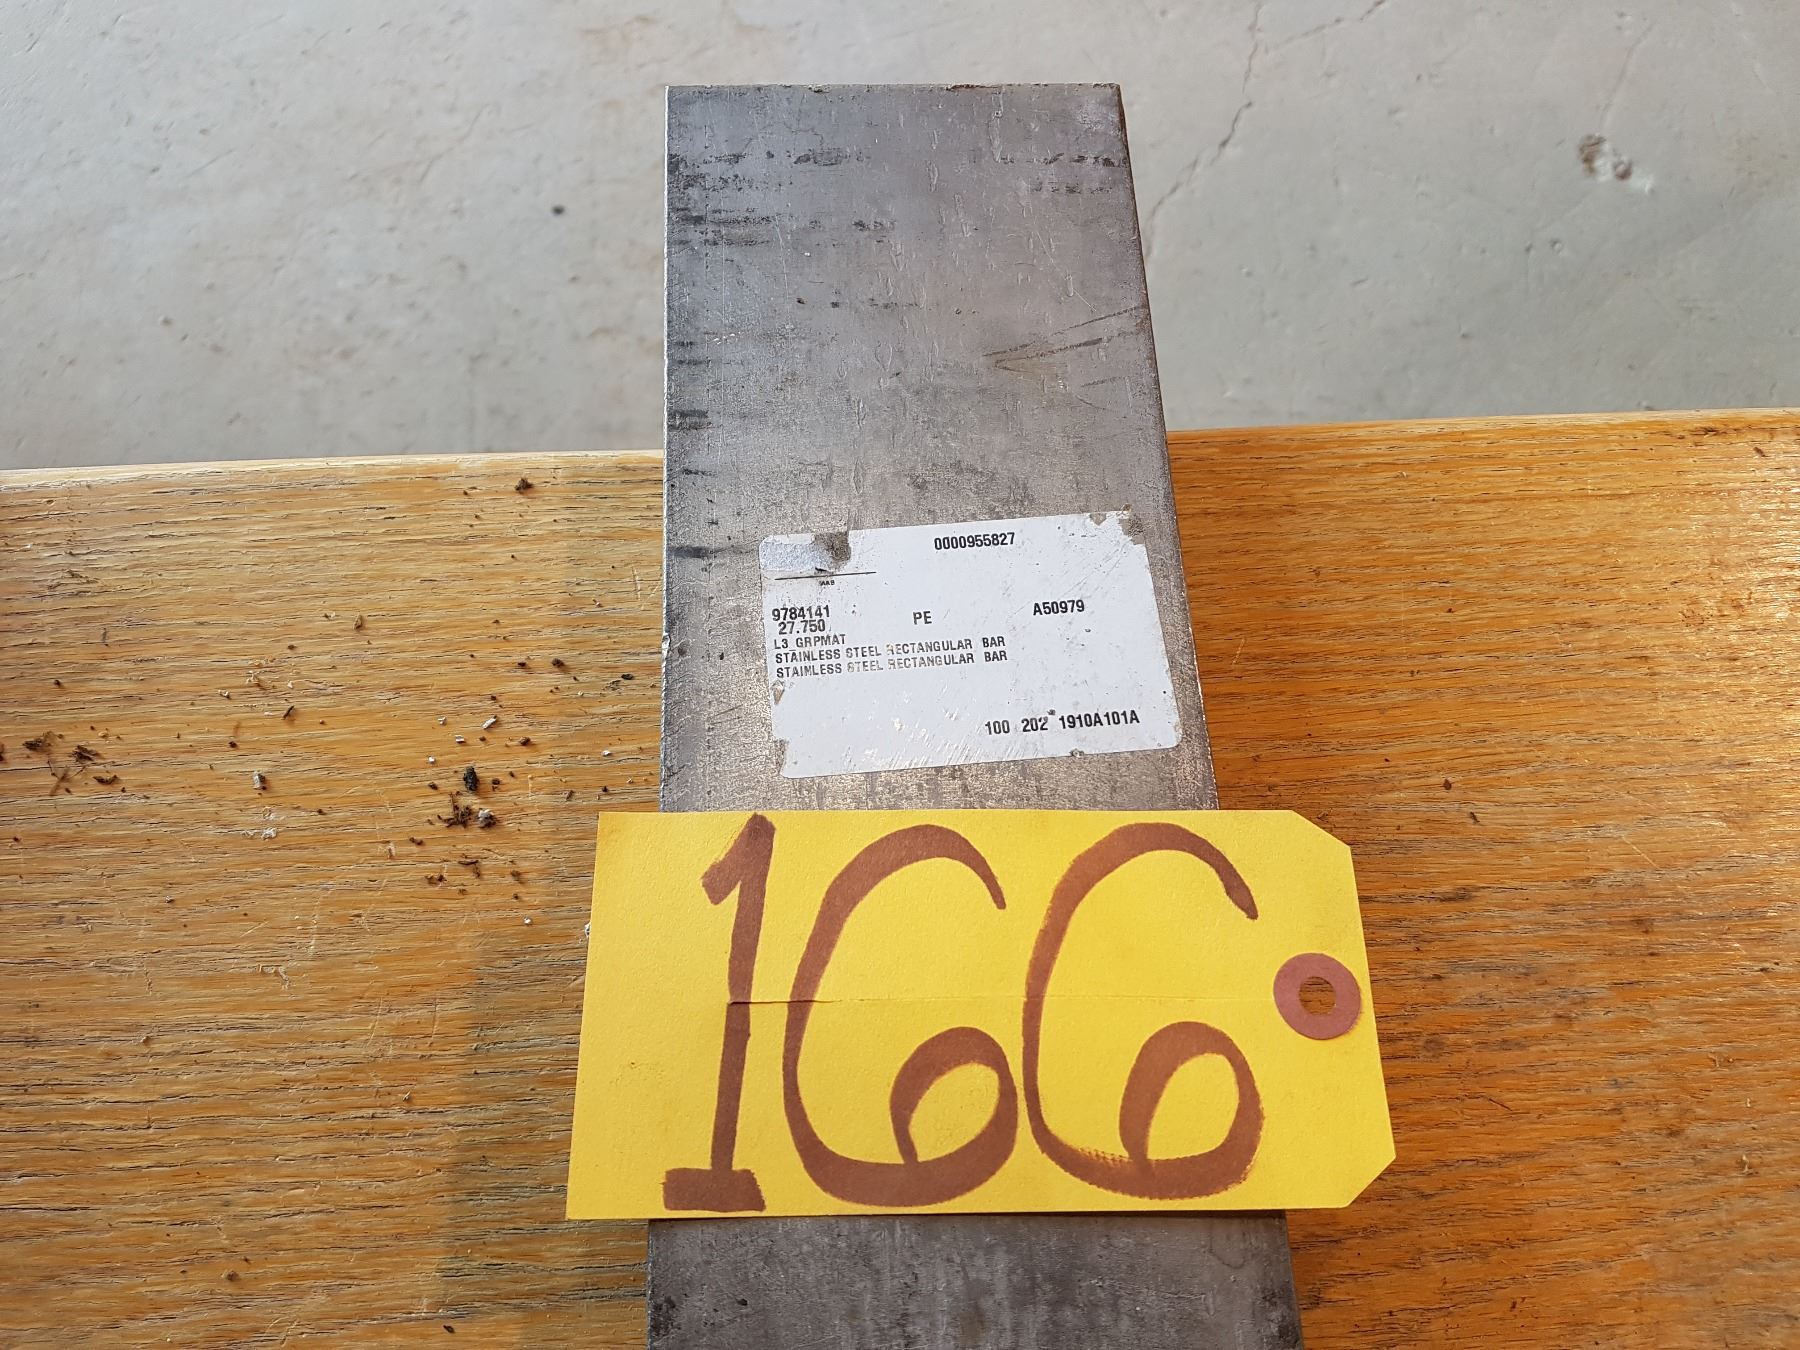 0000955827
9784141 PE A50979
27.750
L3 GRPMAT
STAINLESS STEEL RECTANGULAR BAR
STAINLESS STEEL RECTANGULAR BAR
100 202 1910A101A
166